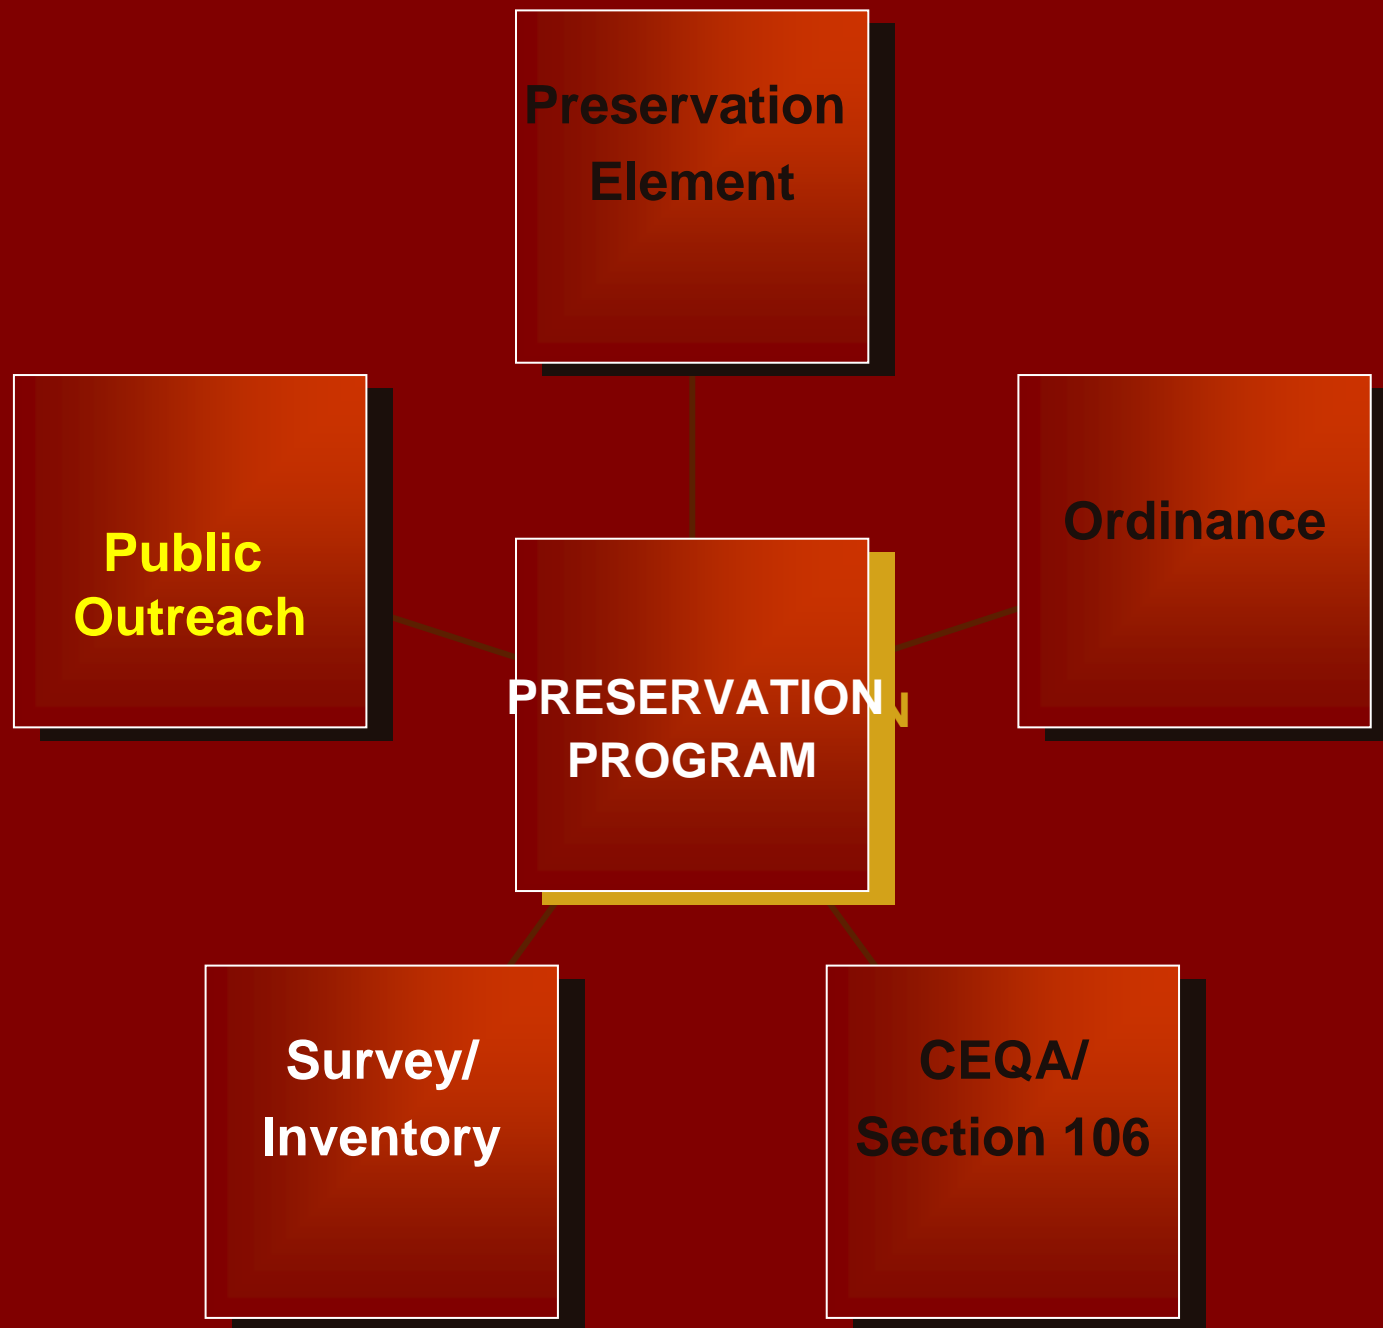 Preservation
Element
Public
Outreach
Ordinance
PRESERVATION
PROGRAM
Survey/
Inventory
CEQA/
Section 106